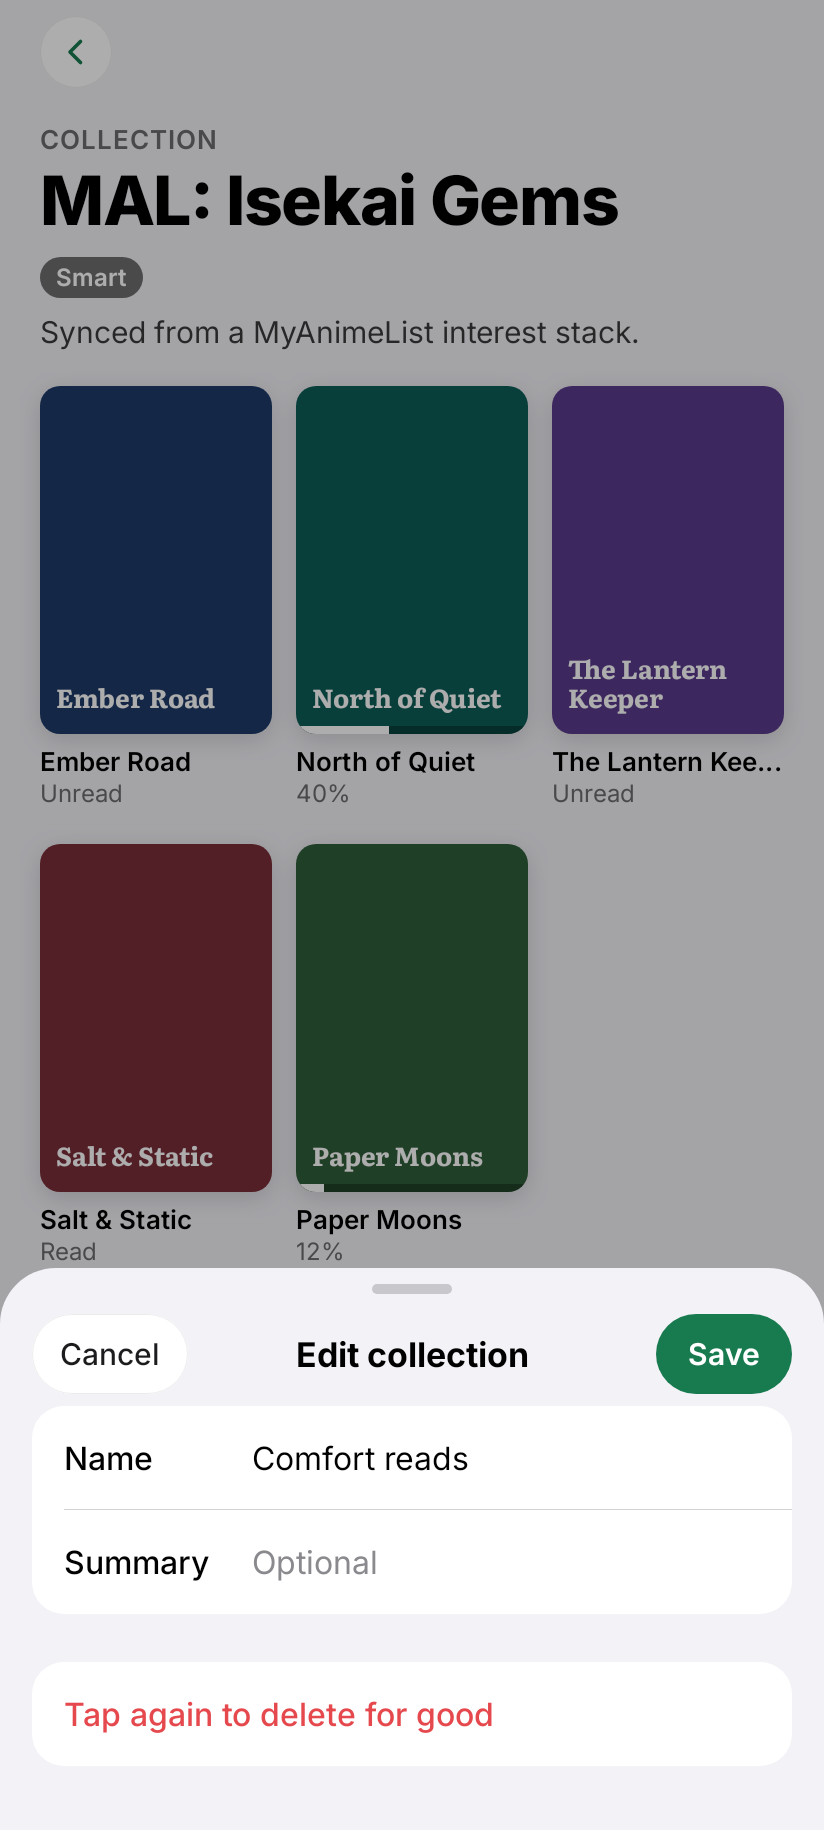 COLLECTION
MAL: Isekai Gems
Smart
Synced from a MyAnimeList interest stack.
Ember Road
North of Quiet
The Lantern
Keeper
Ember Road
North of Quiet
The Lantern Kee...
Unread
40%
Unread
Salt & Static
Paper Moons
Salt & Static
Paper Moons
Read
12%
Cancel
Edit collection
Save
Name
Comfort reads
Summary
Optional
Tap again to delete for good